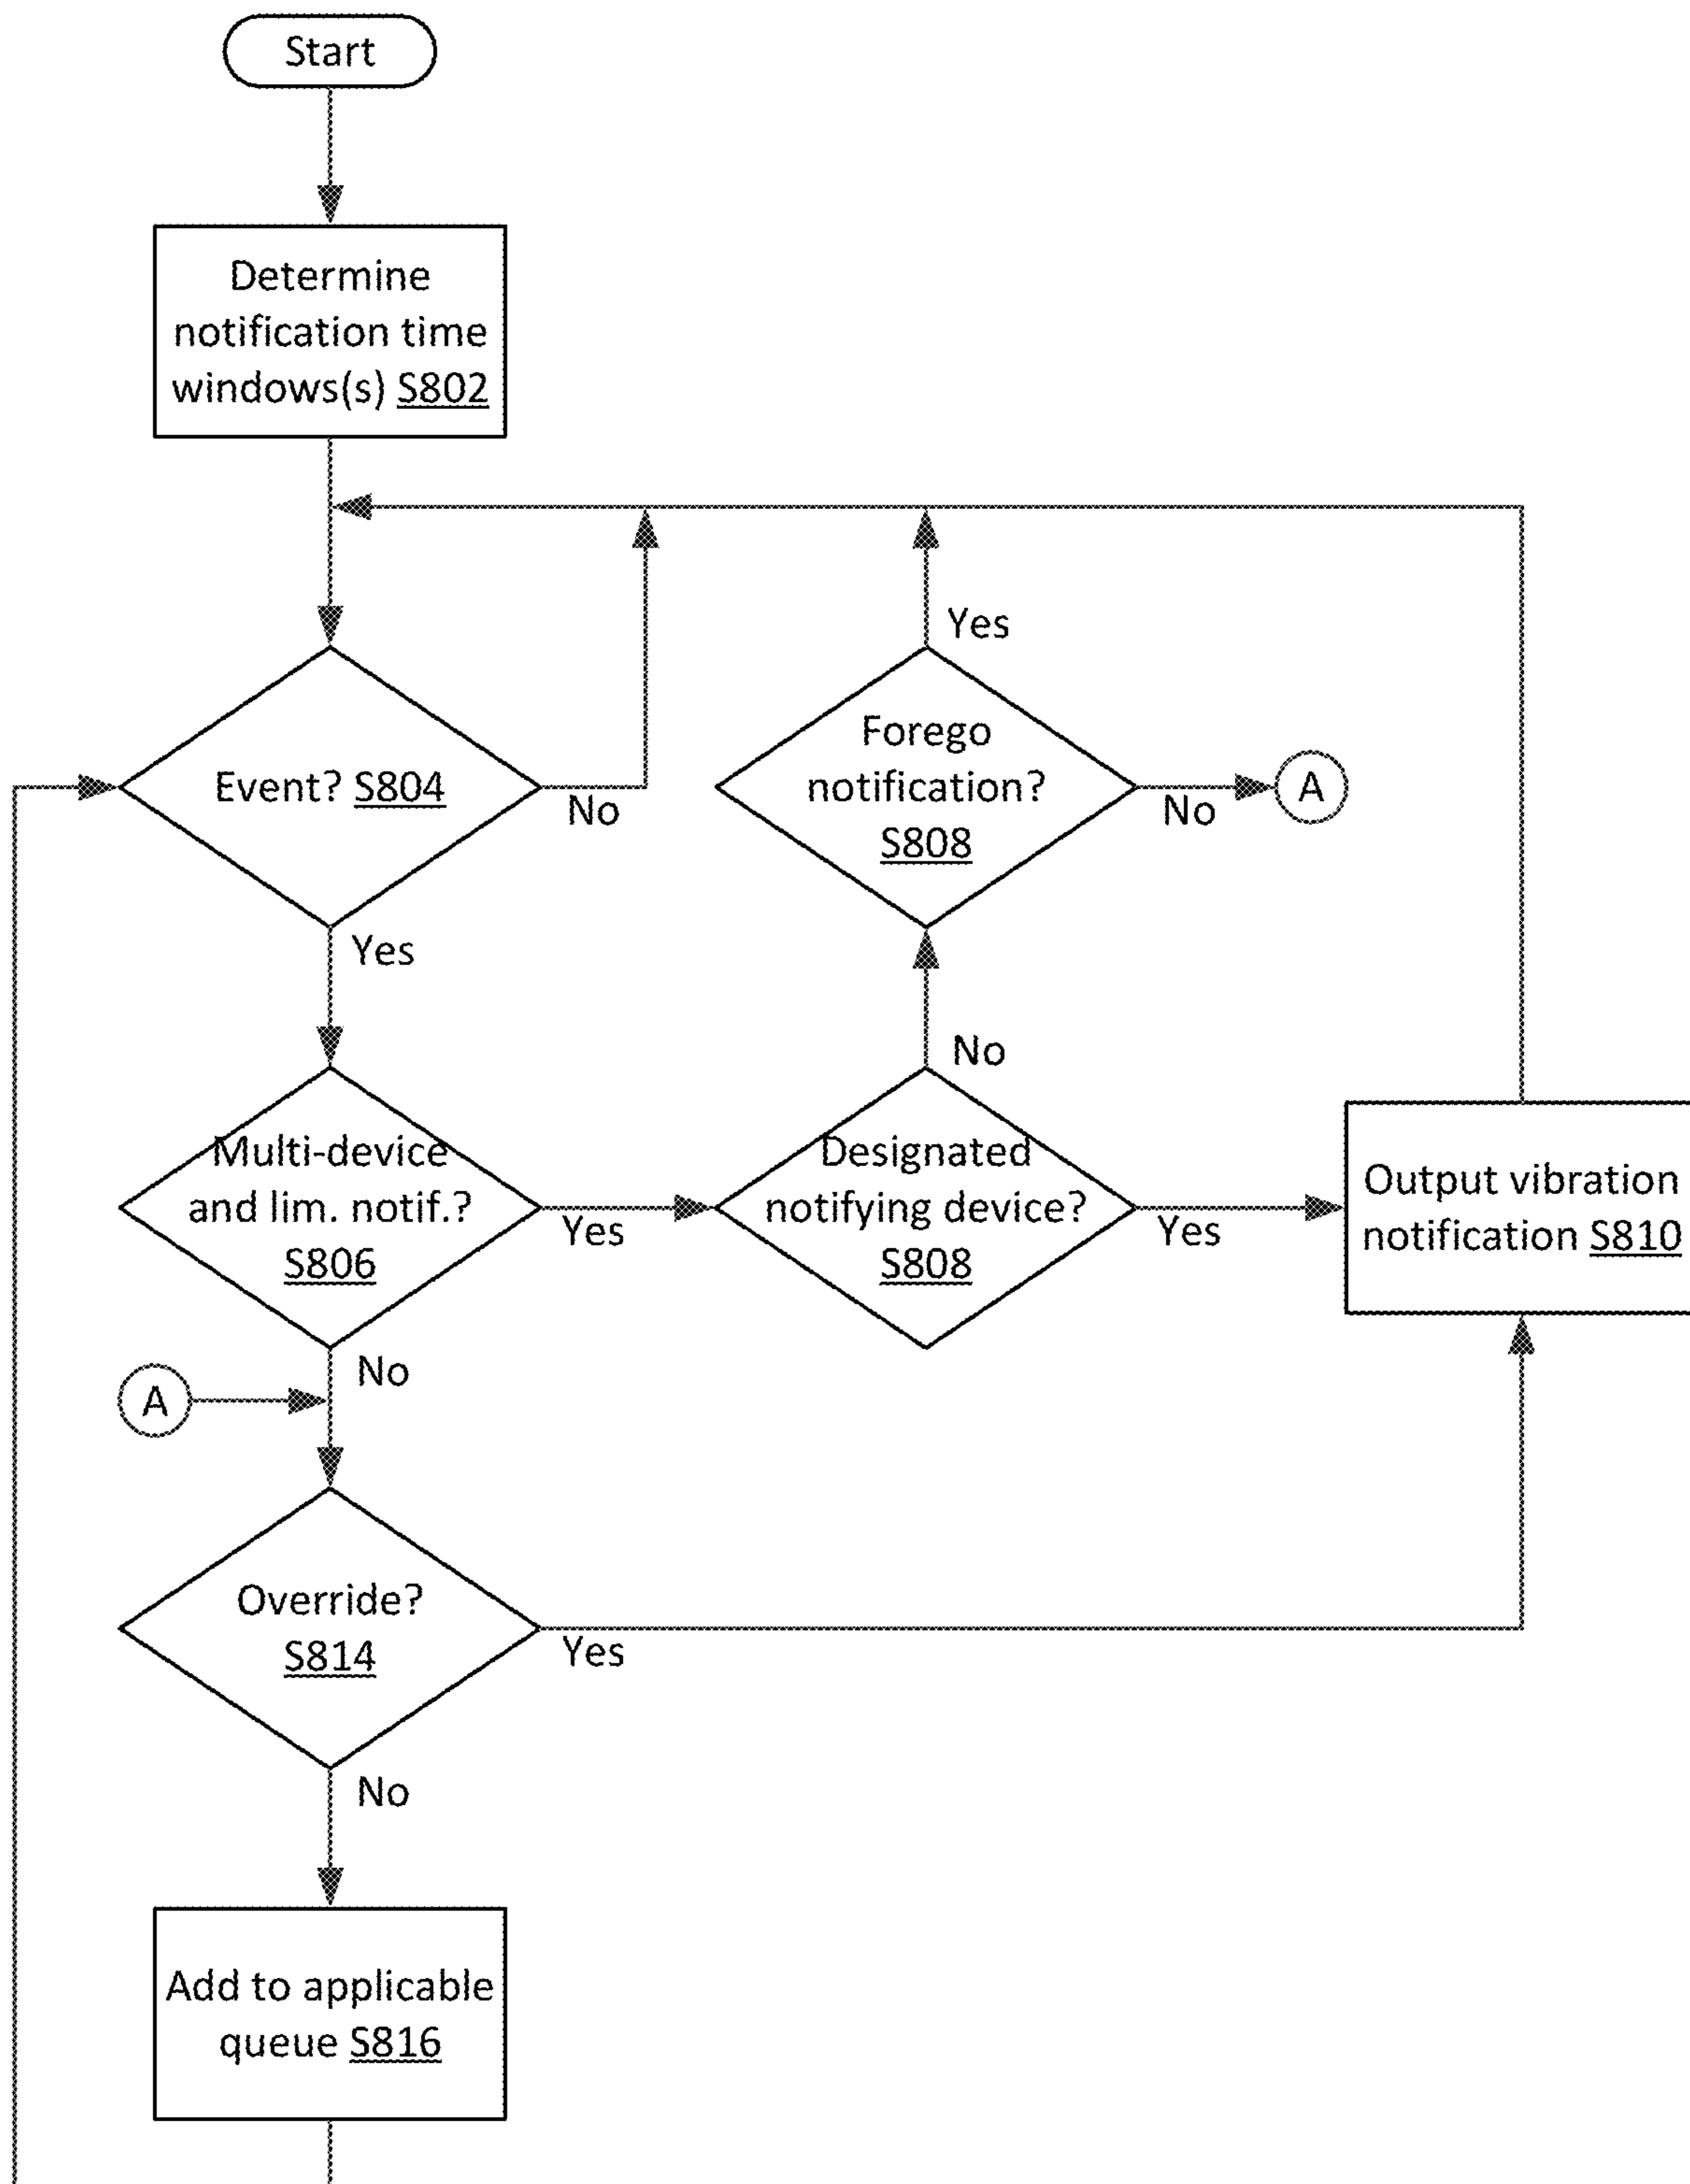 Start
Determine
notification time
windows(s) S802
Yes
Forego
notification?
S808
No
A
Event? S804
No
Yes
No
Multi-device
and lim. notif.?
S806
Yes
Designated
notifying device?
S808
Yes
Output vibration
notification S810
No
A
Override?
S814
Yes
No
Add to applicable
queue S816